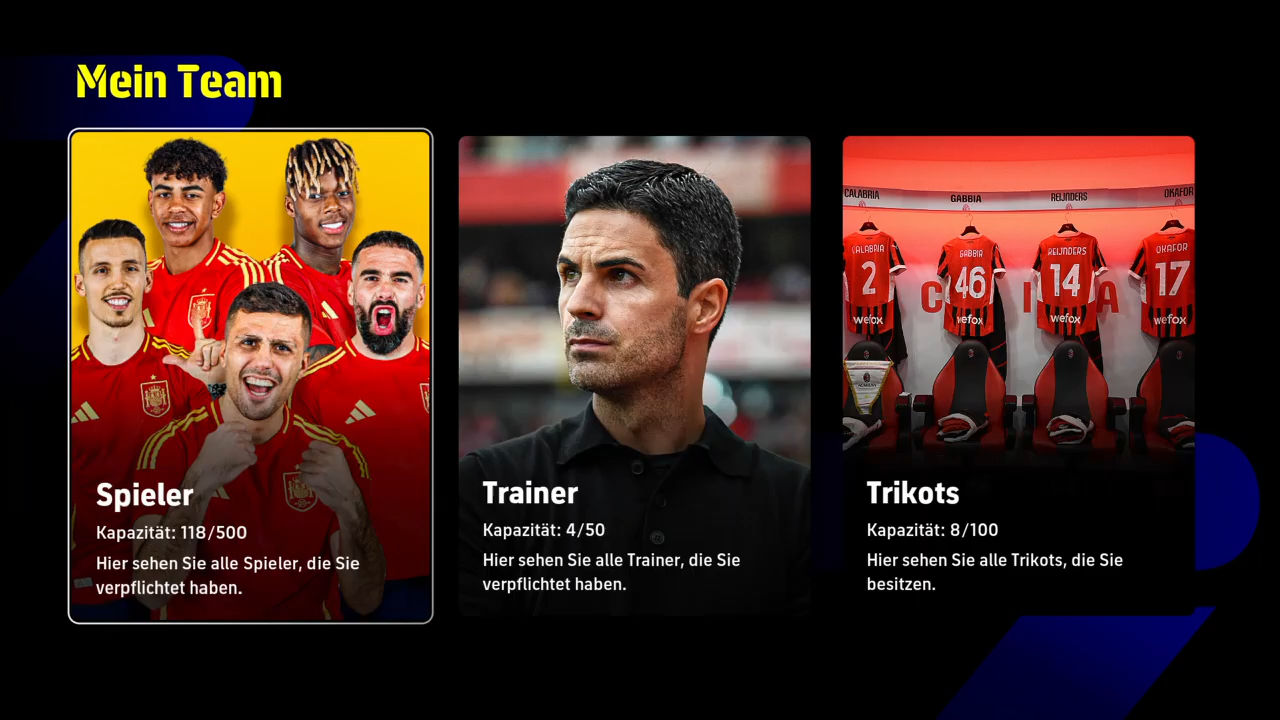 Mein Team
Spieler
Kapazität: 118/500
Hier sehen Sie alle Spieler, die Sie
verpflichtet haben.
Trainer
Kapazität: 4/50
Hier sehen Sie alle Trainer, die Sie
verpflichtet haben.
CALABRIA GABBIA REIJNDERS OKAFOR
CALABRIA GABBIA REIJNDERS OKAFOR
2 46 14 17
wefox wefox wefox wefox
Trikots
Kapazität: 8/100
Hier sehen Sie alle Trikots, die Sie
besitzen.